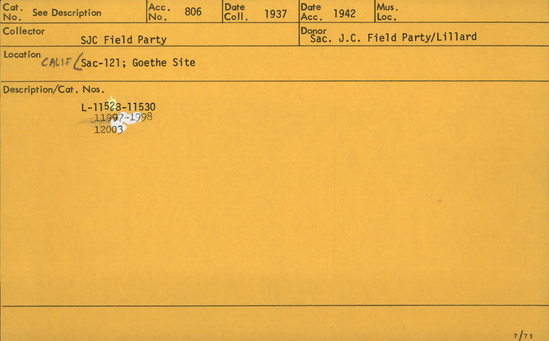 Cat. No. See Description Acc. No. 806 Date Coll. 1937 Date Acc. 1942 Mus. Loc.
Collector SJC Field Party Donor Sac. J.C. Field Party/Lillard
Location CALIF Sac-121; Goethe Site
Description/Cat. Nos.
L-11528-11530
11997-1998
12003
7/73